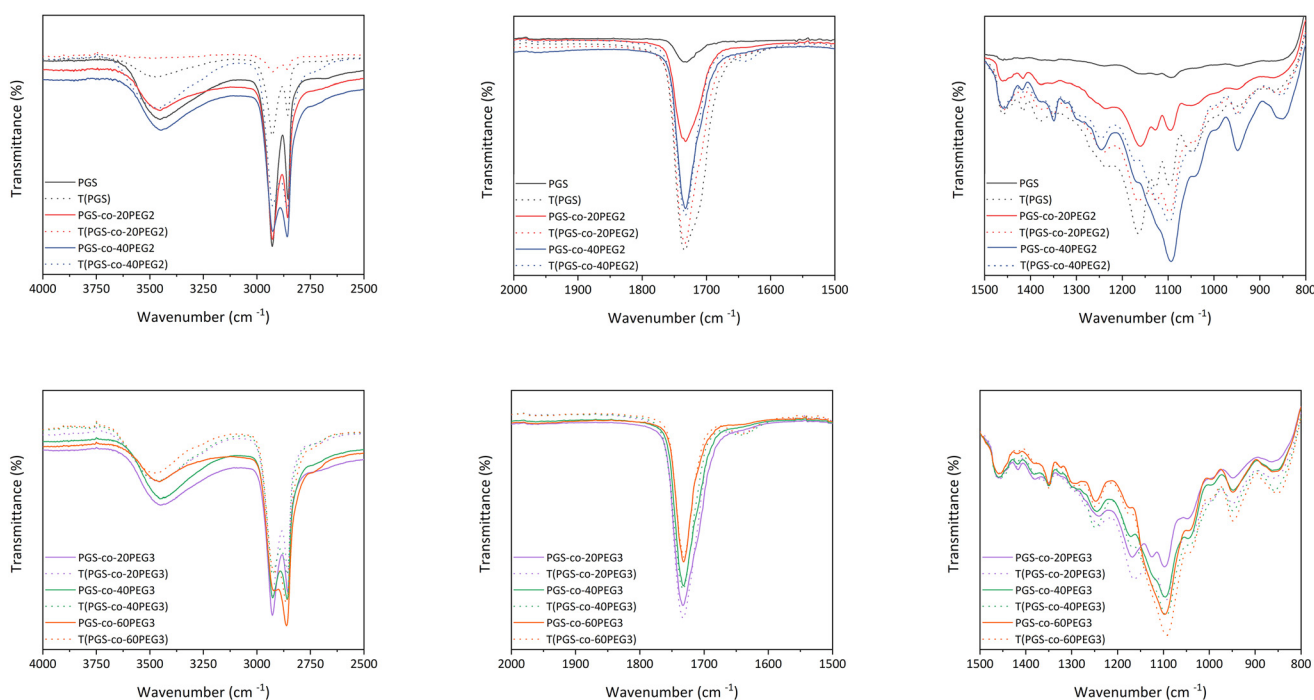 Transmittance (%)
PGS
T(PGS)
PGS-co-20PEG2
T(PGS-co-20PEG2)
PGS-co-40PEG2
T(PGS-co-40PEG2)
4000 3750 3500 3250 3000 2750 2500
Wavenumber (cm -1)
Transmittance (%)
PGS
T(PGS)
PGS-co-20PEG2
T(PGS-co-20PEG2)
PGS-co-40PEG2
T(PGS-co-40PEG2)
2000 1900 1800 1700 1600 1500
Wavenumber (cm -1)
Transmittance (%)
PGS
T(PGS)
PGS-co-20PEG2
T(PGS-co-20PEG2)
PGS-co-40PEG2
T(PGS-co-40PEG2)
1500 1400 1300 1200 1100 1000 900 800
Wavenumber (cm -1)
Transmittance (%)
PGS-co-20PEG3
T(PGS-co-20PEG3)
PGS-co-40PEG3
T(PGS-co-40PEG3)
PGS-co-60PEG3
T(PGS-co-60PEG3)
4000 3750 3500 3250 3000 2750 2500
Wavenumber (cm -1)
Transmittance (%)
PGS-co-20PEG3
T(PGS-co-20PEG3)
PGS-co-40PEG3
T(PGS-co-40PEG3)
PGS-co-60PEG3
T(PGS-co-60PEG3)
2000 1900 1800 1700 1600 1500
Wavenumber (cm -1)
Transmittance (%)
PGS-co-20PEG3
T(PGS-co-20PEG3)
PGS-co-40PEG3
T(PGS-co-40PEG3)
PGS-co-60PEG3
T(PGS-co-60PEG3)
1500 1400 1300 1200 1100 1000 900 800
Wavenumber (cm -1)